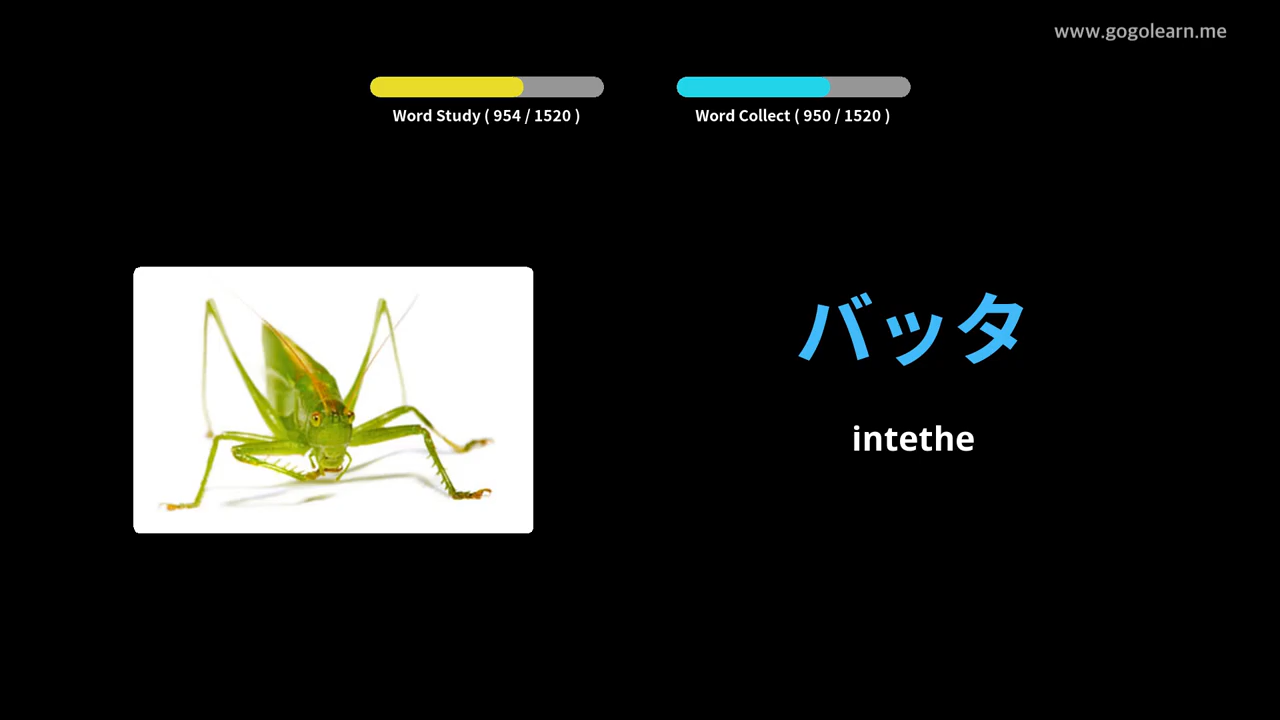 www.gogolearn.me
Word Study ( 954 / 1520 )
Word Collect ( 950 / 1520 )
バッタ
intethe